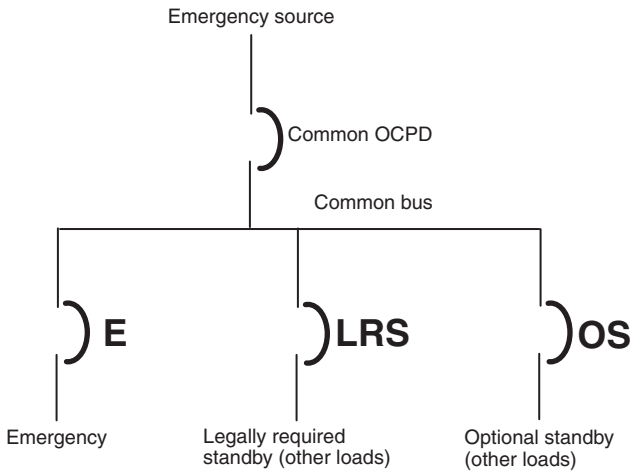 Emergency source
Common OCPD
Common bus
E
LRS
OS
Emergency
Legally required
standby (other loads)
Optional standby
(other loads)